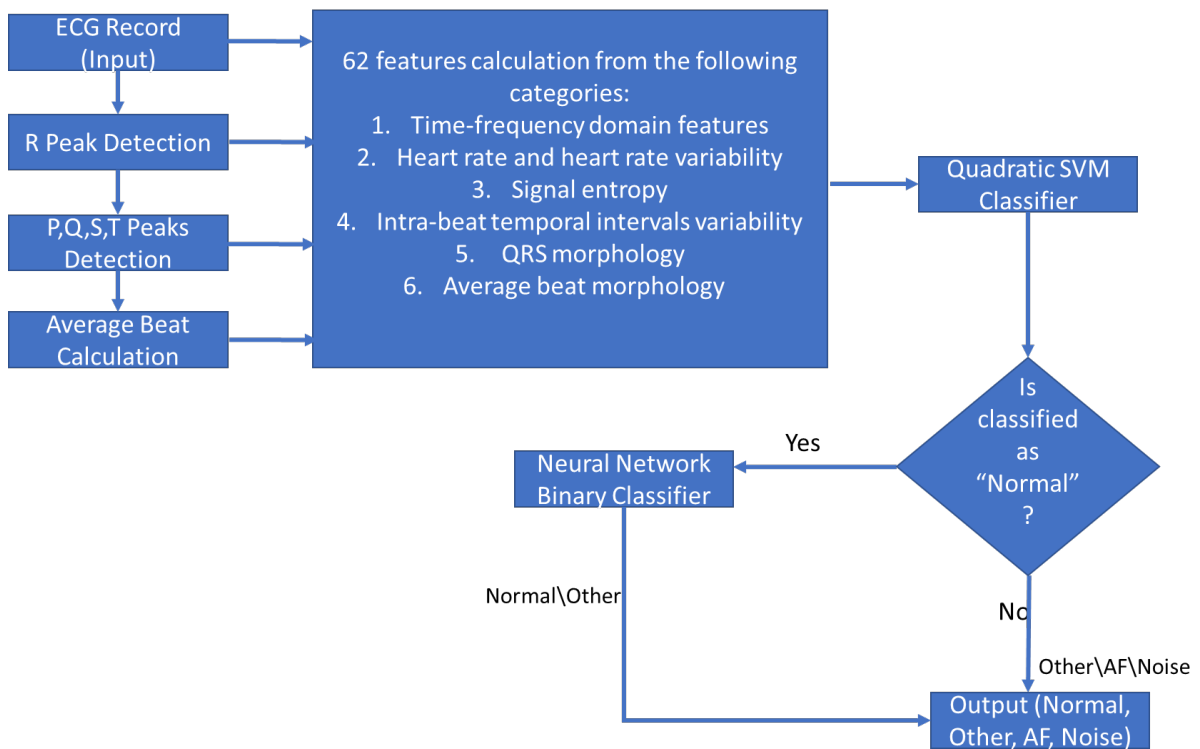 ECG Record
(Input)
R Peak Detection
P,Q,S,T Peaks
Detection
Average Beat
Calculation
62 features calculation from the following
categories:
1. Time-frequency domain features
2. Heart rate and heart rate variability
3. Signal entropy
4. Intra-beat temporal intervals variability
5. QRS morphology
6. Average beat morphology
Quadratic SVM
Classifier
Is
classified
as
“Normal”
?
Yes
Neural Network
Binary Classifier
Normal\Other
No
Other\AF\Noise
Output (Normal,
Other, AF, Noise)